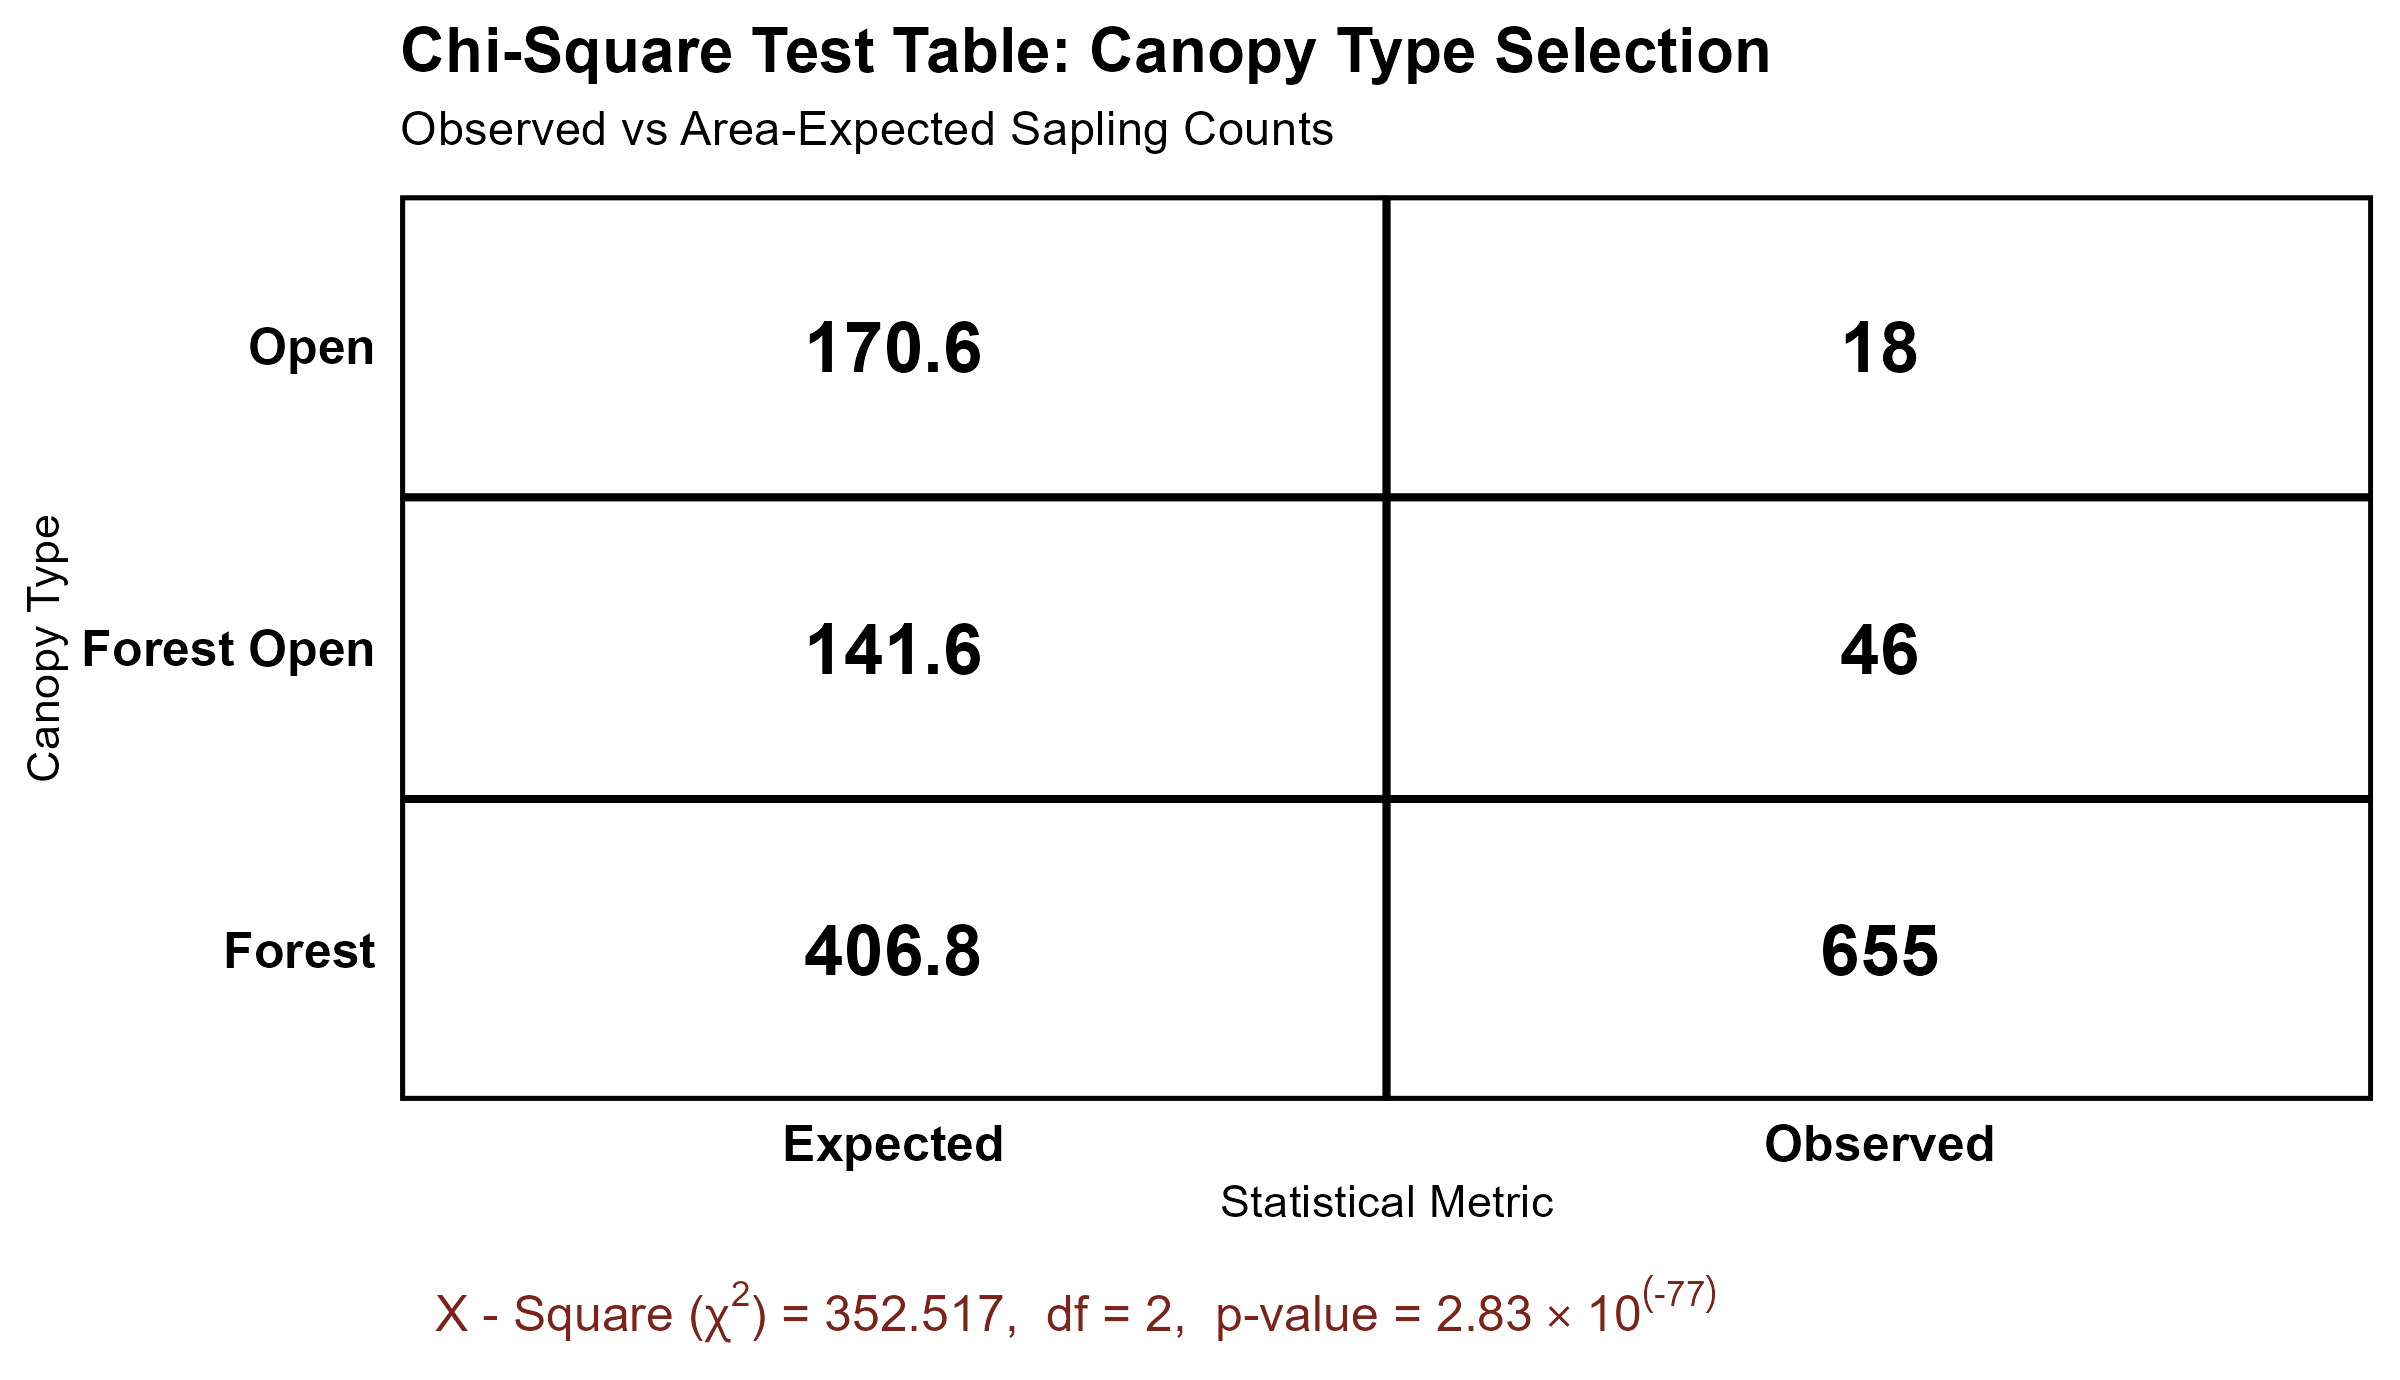 Chi-Square Test Table: Canopy Type Selection
Observed vs Area-Expected Sapling Counts
Canopy Type
Open 170.6 18
Forest Open 141.6 46
Forest 406.8 655
Expected Observed
Statistical Metric
X - Square (χ²) = 352.517, df = 2, p-value = 2.83 × 10⁽⁻⁷⁷⁾